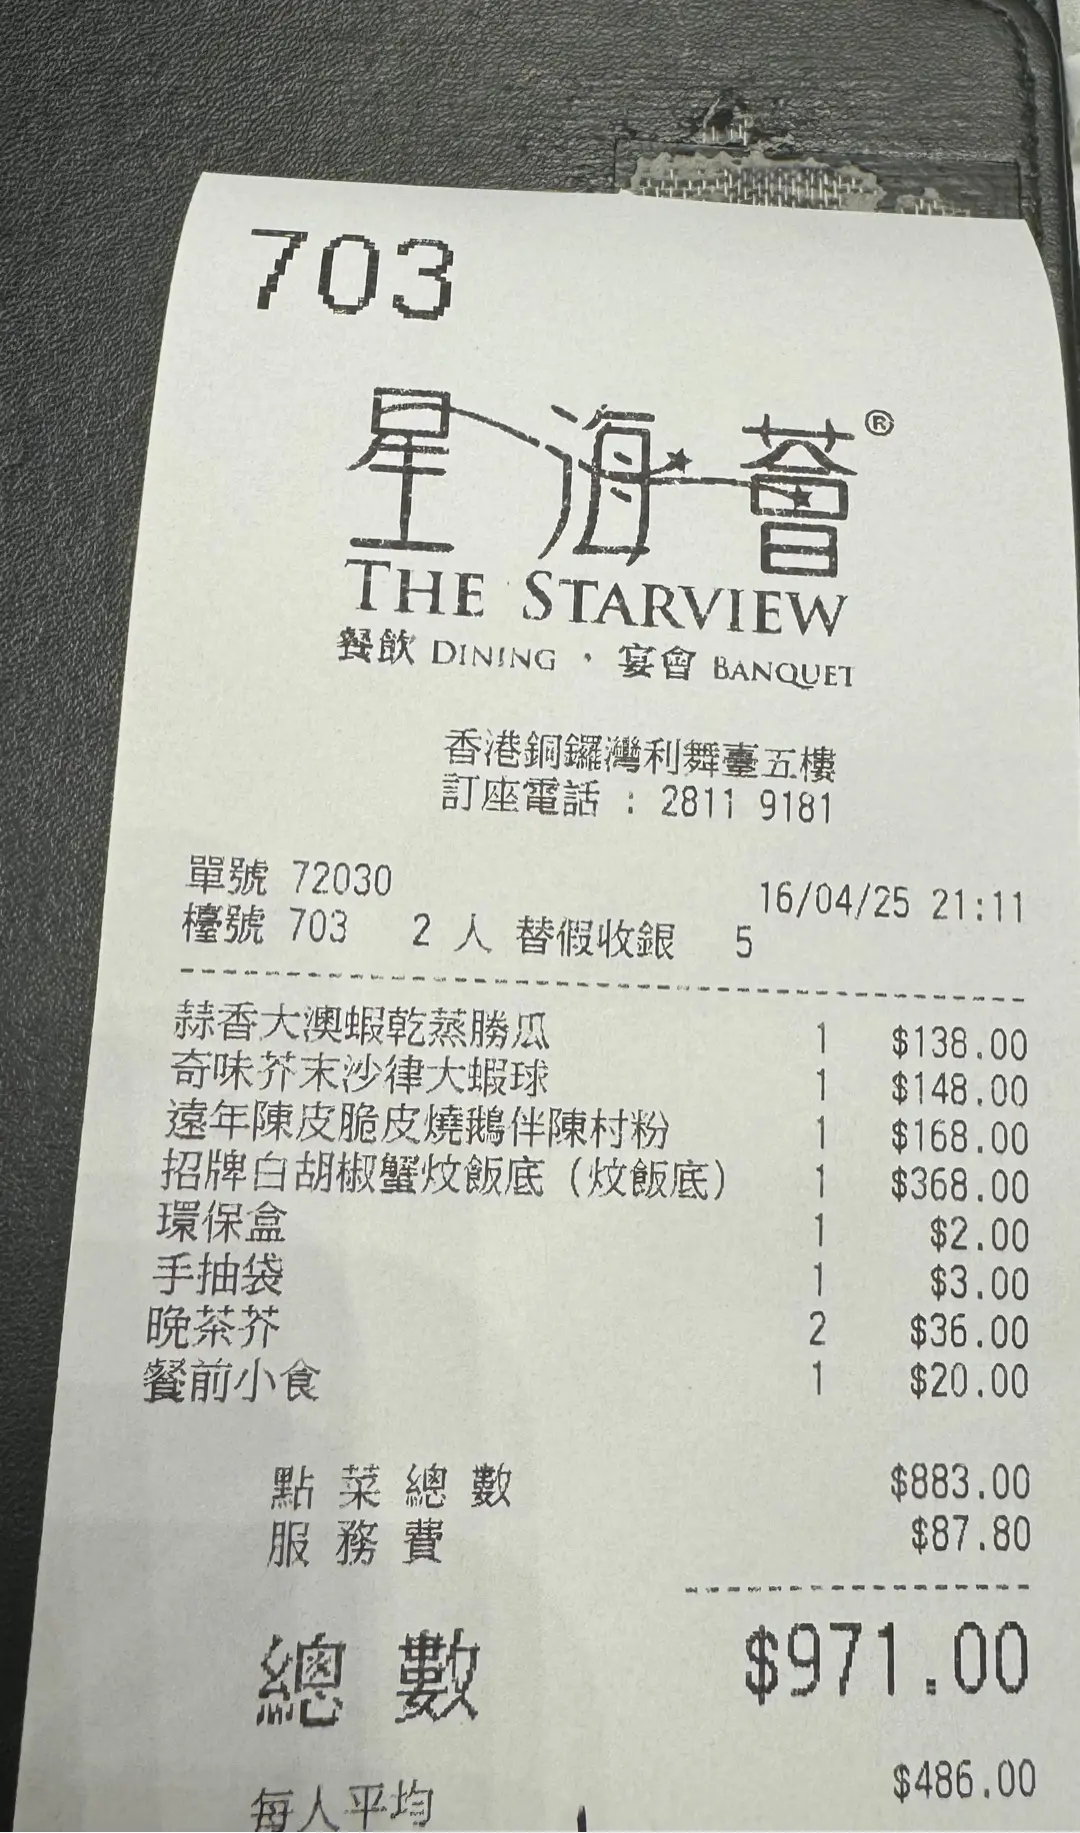 703
星海薈®
THE STARVIEW
餐飲 DINING · 宴會 BANQUET
香港銅鑼灣利舞臺五樓
訂座電話 : 2811 9181
單號 72030 16/04/25 21:11
檯號 703 2 人 替假收銀 5
蒜香大澳蝦乾蒸勝瓜 1 $138.00
奇味芥末沙律大蝦球 1 $148.00
遠年陳皮脆皮燒鵝伴陳村粉 1 $168.00
招牌白胡椒蟹炆飯底 (炆飯底) 1 $368.00
環保盒 1 $2.00
手抽袋 1 $3.00
晚茶芥 2 $36.00
餐前小食 1 $20.00
點菜總數 $883.00
服務費 $87.80
總數 $971.00
每人平均 $486.00